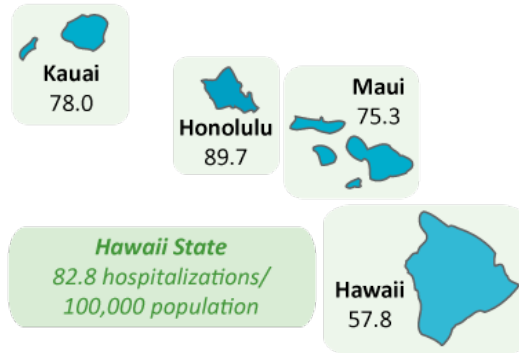 Kauai
78.0
Honolulu
89.7
Maui
75.3
Hawaii State
82.8 hospitalizations/
100,000 population
Hawaii
57.8